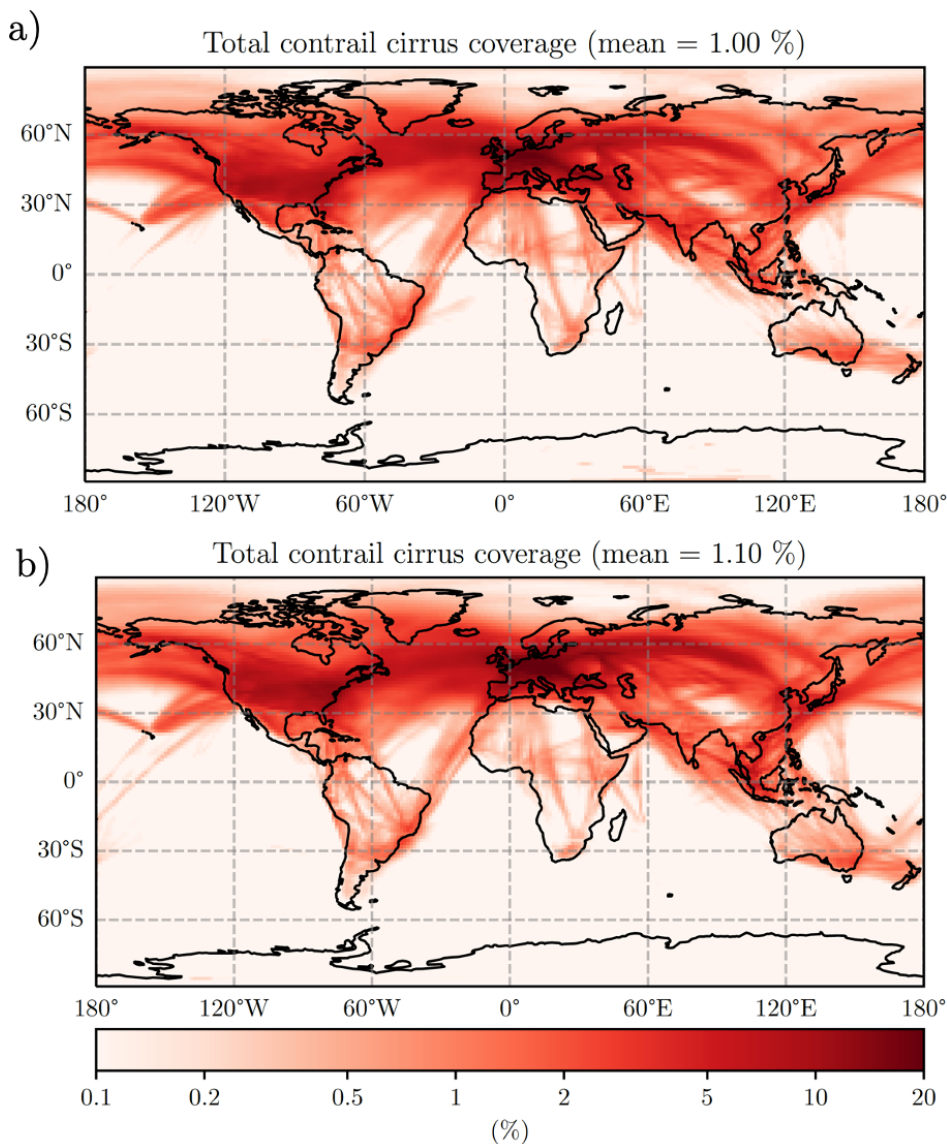 a)
Total contrail cirrus coverage (mean = 1.00 %)
60°N
30°N
0°
30°S
60°S
180° 120°W 60°W 0° 60°E 120°E 180°
b)
Total contrail cirrus coverage (mean = 1.10 %)
60°N
30°N
0°
30°S
60°S
180° 120°W 60°W 0° 60°E 120°E 180°
0.1 0.2 0.5 1 2 5 10 20
(%)